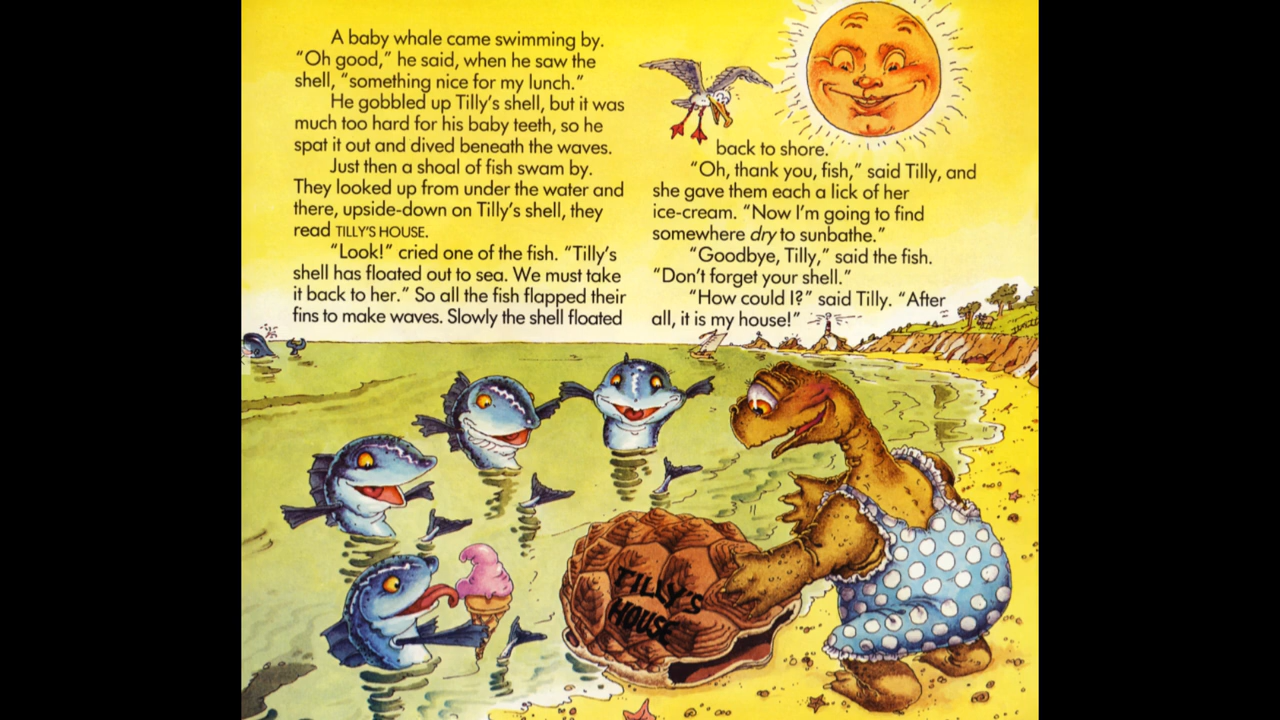 A baby whale came swimming by.
“Oh good,” he said, when he saw the
shell, “something nice for my lunch.”
He gobbled up Tilly’s shell, but it was
much too hard for his baby teeth, so he
spat it out and dived beneath the waves.
Just then a shoal of fish swam by.
They looked up from under the water and
there, upside-down on Tilly’s shell, they
read TILLY’S HOUSE.
“Look!” cried one of the fish. “Tilly’s
shell has floated out to sea. We must take
it back to her.” So all the fish flapped their
fins to make waves. Slowly the shell floated
back to shore.
“Oh, thank you, fish,” said Tilly, and
she gave them each a lick of her
ice-cream. “Now I’m going to find
somewhere dry to sunbathe.”
“Goodbye, Tilly,” said the fish.
“Don’t forget your shell.”
“How could I?” said Tilly. “After
all, it is my house!”
TILLY’S
HOUSE